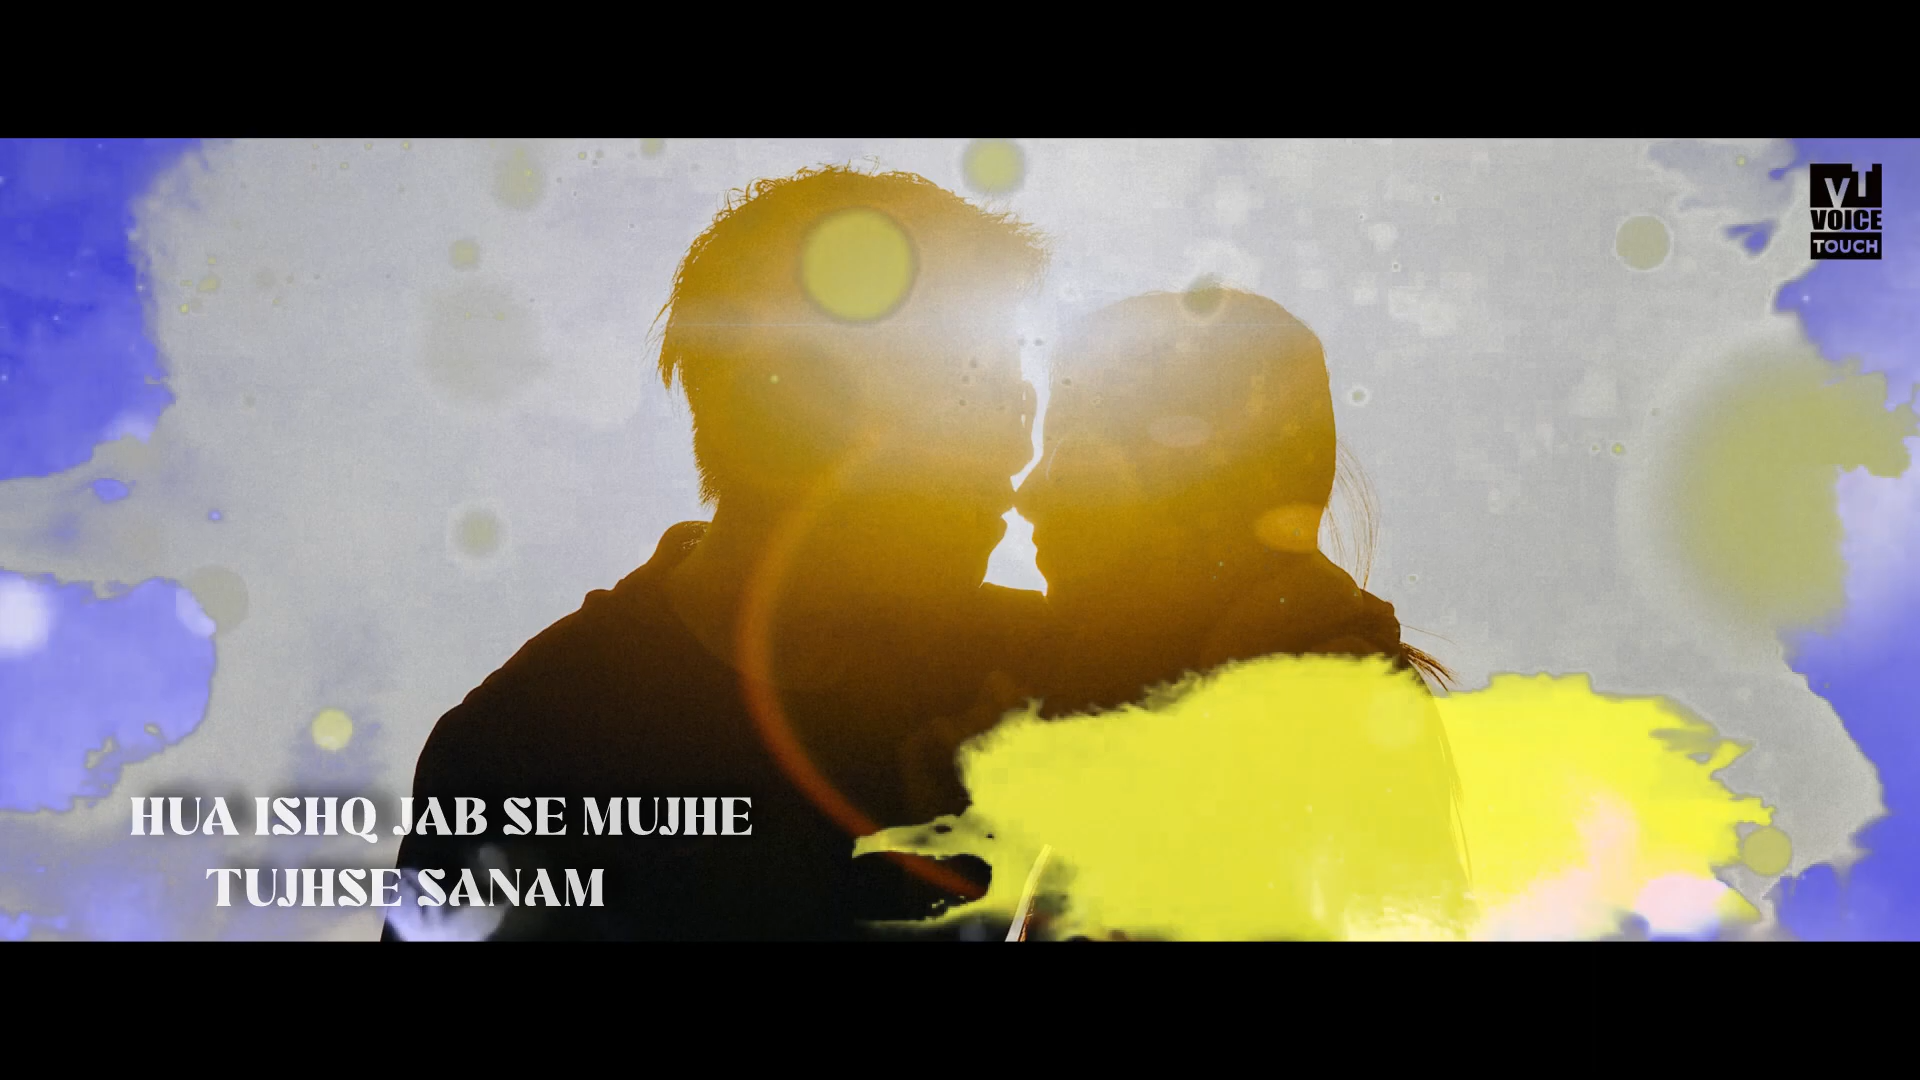 VT
VOICE
TOUCH
HUA ISHQ JAB SE MUJHE
TUJHSE SANAM